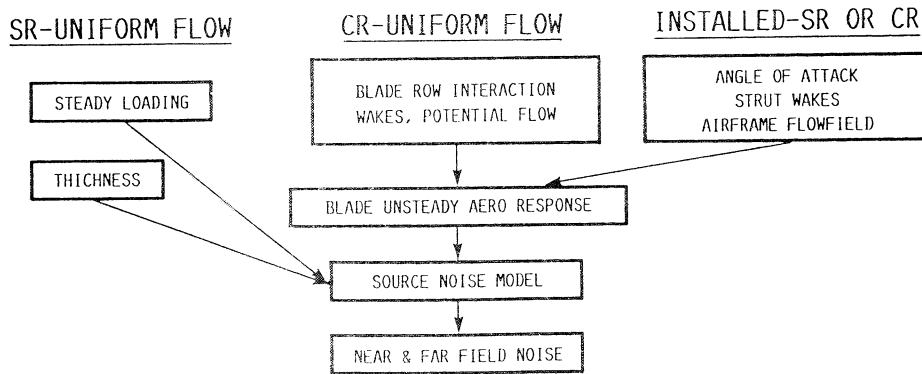 SR-UNIFORM FLOW
CR-UNIFORM FLOW
INSTALLED-SR OR CR
STEADY LOADING
THICHNESS
BLADE ROW INTERACTION
WAKES, POTENTIAL FLOW
ANGLE OF ATTACK
STRUT WAKES
AIRFRAME FLOWFIELD
BLADE UNSTEADY AERO RESPONSE
SOURCE NOISE MODEL
NEAR & FAR FIELD NOISE